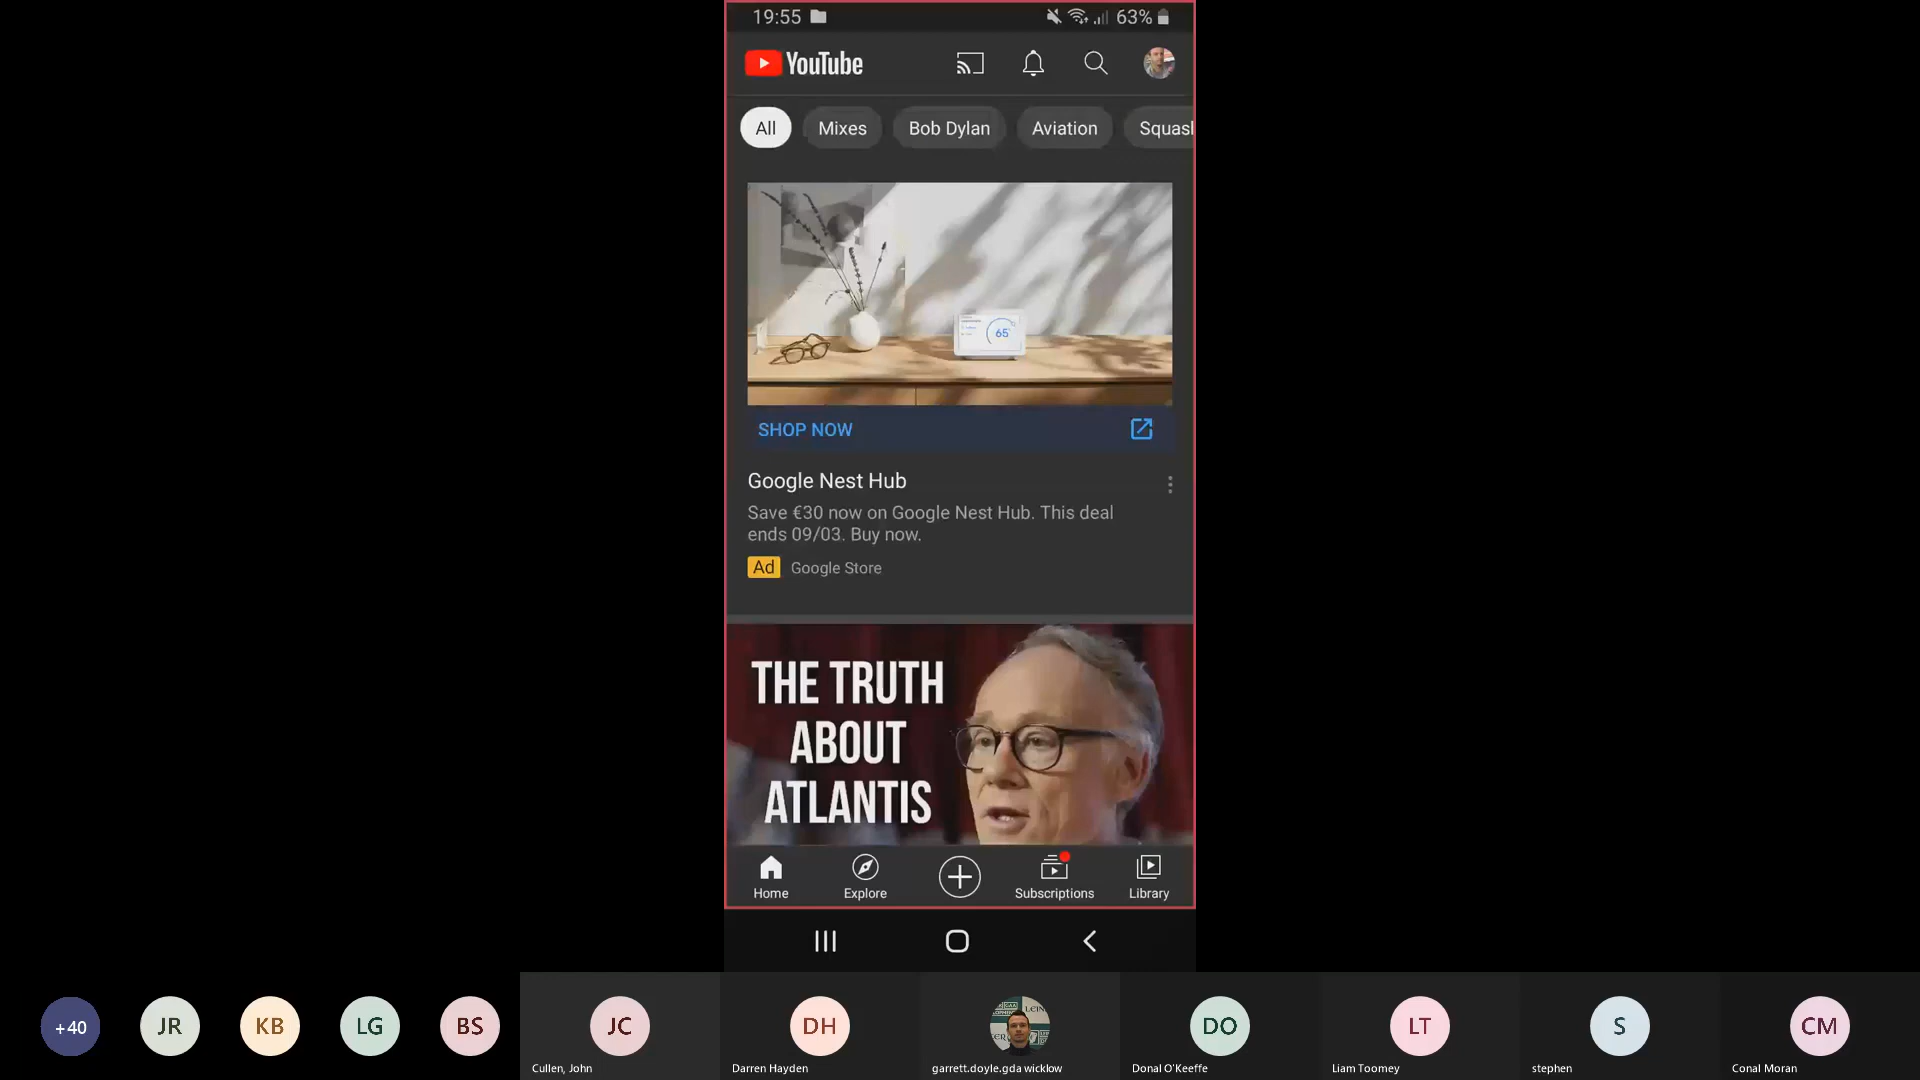 19:55
63%
YouTube
All
Mixes
Bob Dylan
Aviation
Squash
65
SHOP NOW
Google Nest Hub
Save €30 now on Google Nest Hub. This deal
ends 09/03. Buy now.
Ad Google Store
THE TRUTH
ABOUT
ATLANTIS
Home
Explore
Subscriptions
Library
+40
JR
KB
LG
BS
JC
DH
DO
LT
S
CM
Cullen, John
Darren Hayden
garrett.doyle.gda wicklow
Donal O'Keeffe
Liam Toomey
stephen
Conal Moran